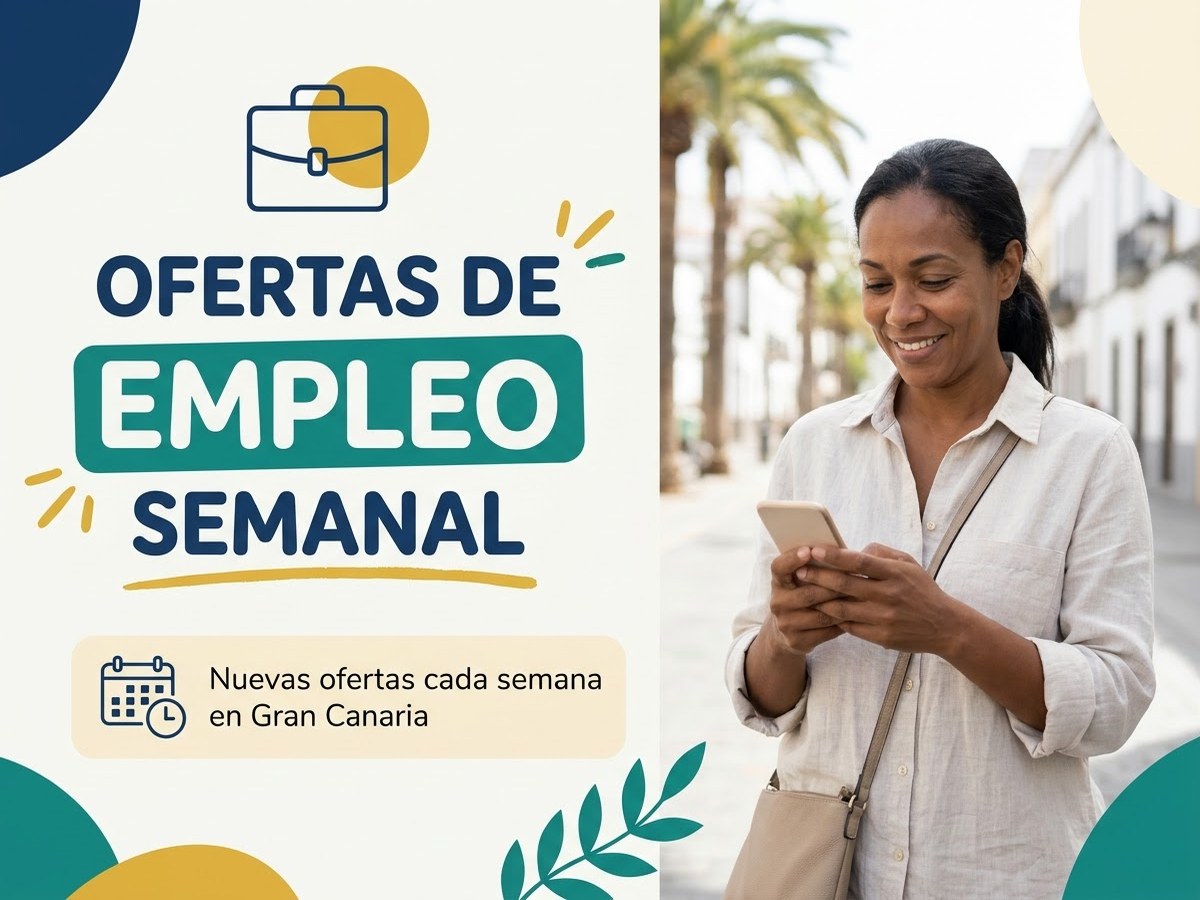 OFERTAS DE
EMPLEO
SEMANAL
Nuevas ofertas cada semana
en Gran Canaria